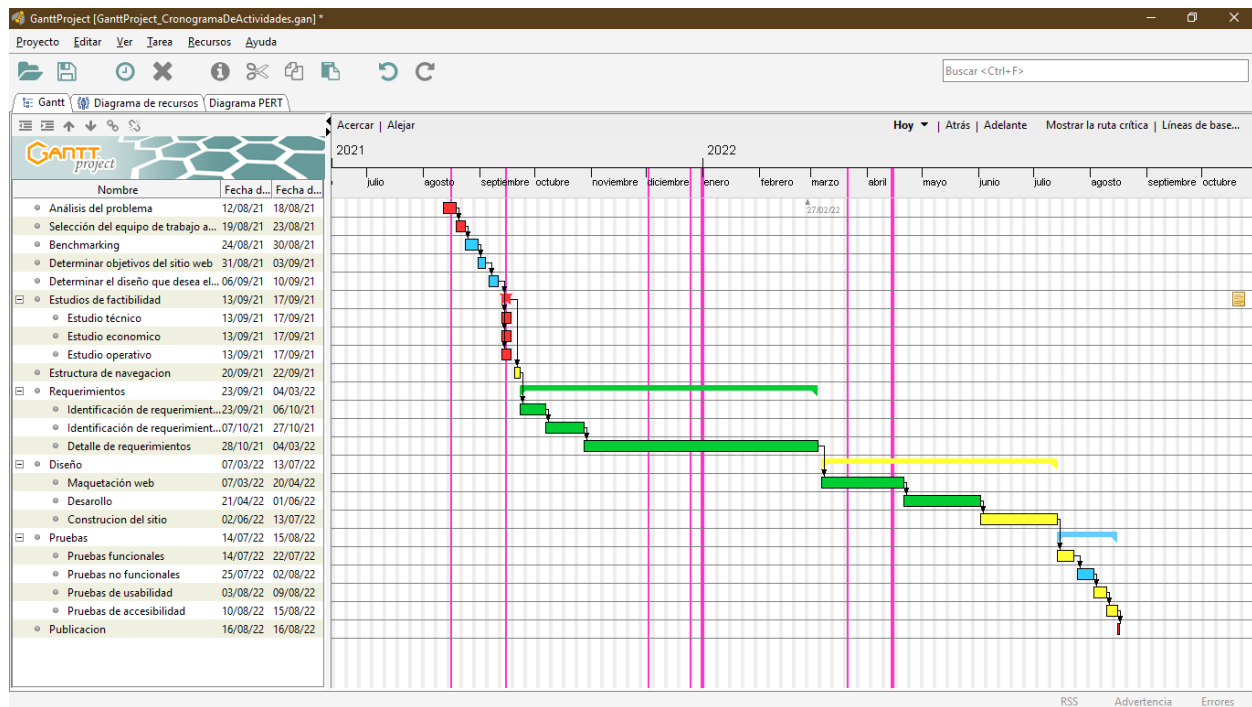 GanttProject [GanttProject_CronogramaDeActividades.gan] *
Proyecto Editar Ver Tarea Recursos Ayuda
Buscar <Ctrl+F>
Gantt Diagrama de recursos Diagrama PERT
Acercar | Alejar Hoy | Atrás | Adelante Mostrar la ruta crítica | Líneas de base...
GANTT project
2021 2022
julio agosto septiembre octubre noviembre diciembre enero febrero marzo abril mayo junio julio agosto septiembre octubre
Nombre Fecha d... Fecha d...
27/02/22
Análisis del problema 12/08/21 18/08/21
Selección del equipo de trabajo a... 19/08/21 23/08/21
Benchmarking 24/08/21 30/08/21
Determinar objetivos del sitio web 31/08/21 03/09/21
Determinar el diseño que desea el... 06/09/21 10/09/21
Estudios de factibilidad 13/09/21 17/09/21
Estudio técnico 13/09/21 17/09/21
Estudio economico 13/09/21 17/09/21
Estudio operativo 13/09/21 17/09/21
Estructura de navegacion 20/09/21 22/09/21
Requerimientos 23/09/21 04/03/22
Identificación de requerimient... 23/09/21 06/10/21
Identificación de requerimient... 07/10/21 27/10/21
Detalle de requerimientos 28/10/21 04/03/22
Diseño 07/03/22 13/07/22
Maquetación web 07/03/22 20/04/22
Desarollo 21/04/22 01/06/22
Construcion del sitio 02/06/22 13/07/22
Pruebas 14/07/22 15/08/22
Pruebas funcionales 14/07/22 22/07/22
Pruebas no funcionales 25/07/22 02/08/22
Pruebas de usabilidad 03/08/22 09/08/22
Pruebas de accesibilidad 10/08/22 15/08/22
Publicacion 16/08/22 16/08/22
RSS Advertencia Errores